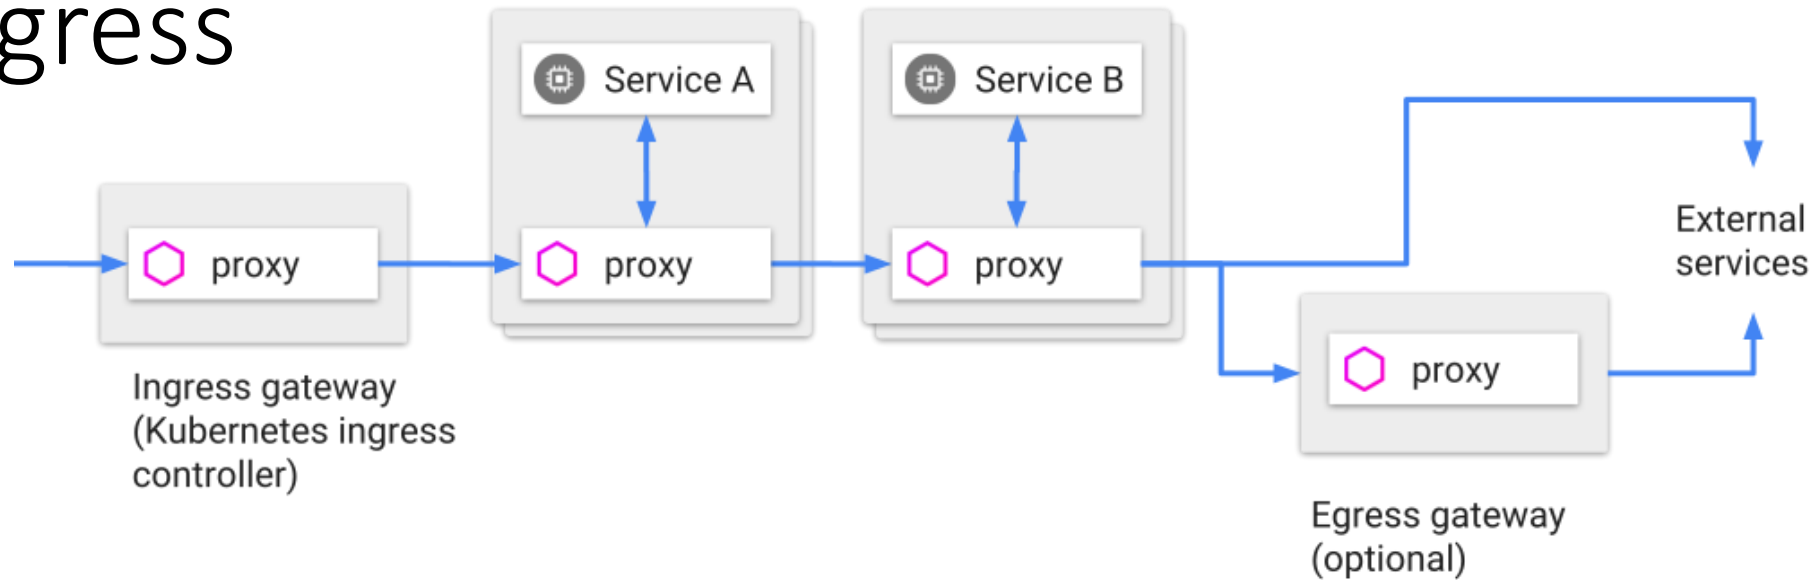 gress
Service A
Service B
proxy
proxy
proxy
External
services
proxy
Ingress gateway
(Kubernetes ingress
controller)
Egress gateway
(optional)